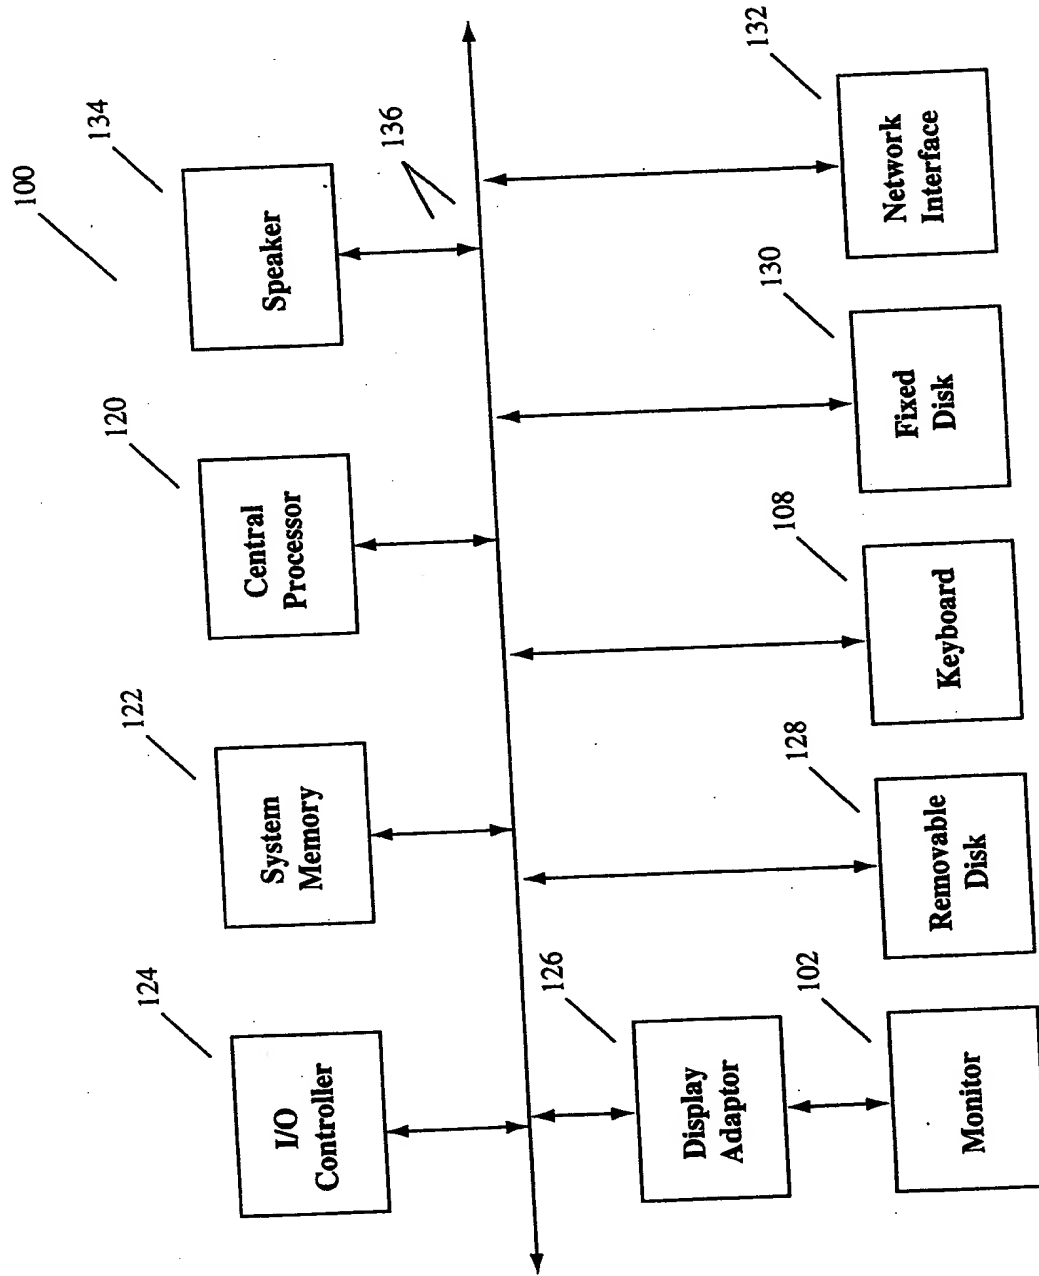 100
124
122
120
134
I/O
Controller
System
Memory
Central
Processor
Speaker
136
126
Display
Adaptor
102
128
108
130
132
Monitor
Removable
Disk
Keyboard
Fixed
Disk
Network
Interface